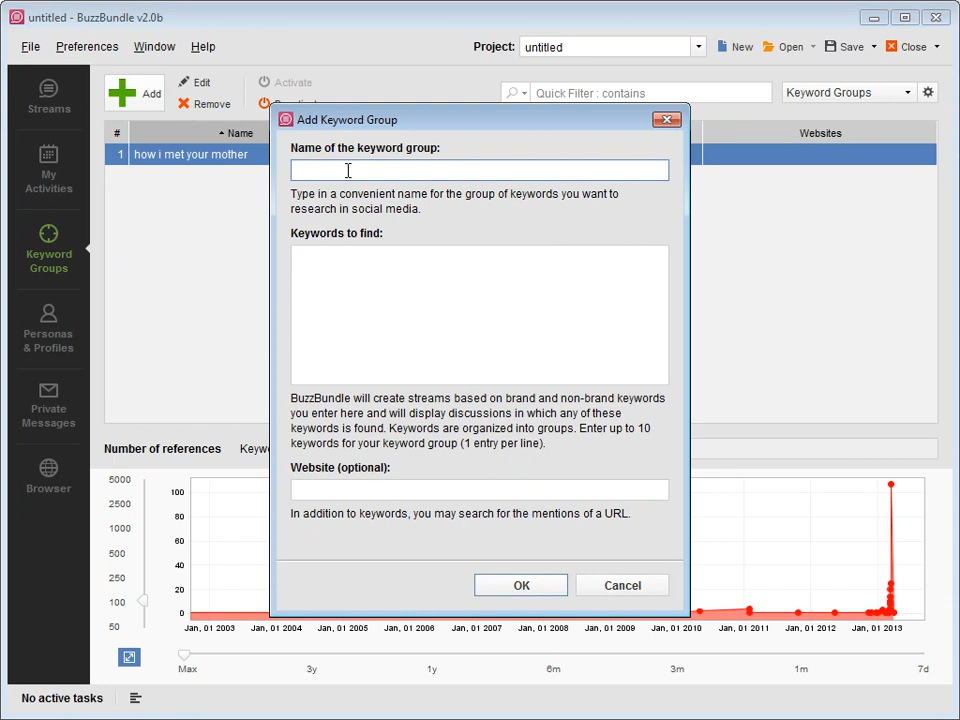 untitled - BuzzBundle v2.0b
File Preferences Window Help Project: untitled New Open Save Close
Streams
My
Activities
Keyword
Groups
Personas
& Profiles
Private
Messages
Browser
Add Edit Remove Activate
Quick Filter : contains Keyword Groups
# Name Websites
1 how i met your mother
Add Keyword Group
Name of the keyword group:
Type in a convenient name for the group of keywords you want to
research in social media.
Keywords to find:
BuzzBundle will create streams based on brand and non-brand keywords
you enter here and will display discussions in which any of these
keywords is found. Keywords are organized into groups. Enter up to 10
keywords for your keyword group (1 entry per line).
Website (optional):
In addition to keywords, you may search for the mentions of a URL.
OK Cancel
Number of references
5000
2500
1000
500
250
100
50
100
80
60
40
20
0
Jan, 01 2003 Jan, 01 2004 Jan, 01 2005 Jan, 01 2006 Jan, 01 2007 Jan, 01 2008 Jan, 01 2009 Jan, 01 2010 Jan, 01 2011 Jan, 01 2012 Jan, 01 2013
Max 3y 1y 6m 3m 1m 7d
No active tasks